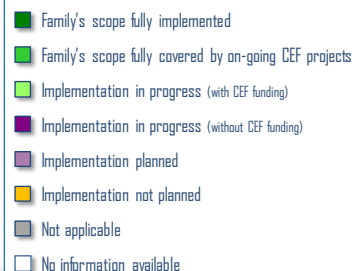 Family's scope fully implemented
Family's scope fully covered by on-going CEF projects
Implementation in progress (with CEF funding)
Implementation in progress (without CEF funding)
Implementation planned
Implementation not planned
Not applicable
No information available